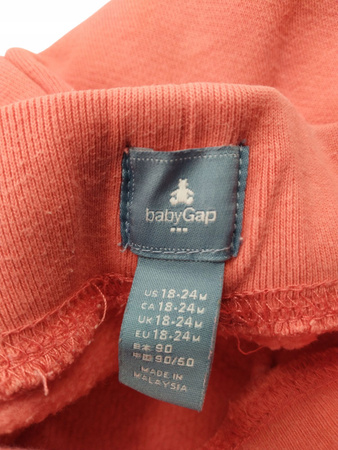 babyGap
US 18-24M
CA 18-24M
UK 18-24M
EU 18-24M
日本 90
中国 90/50
MADE IN
MALAYSIA